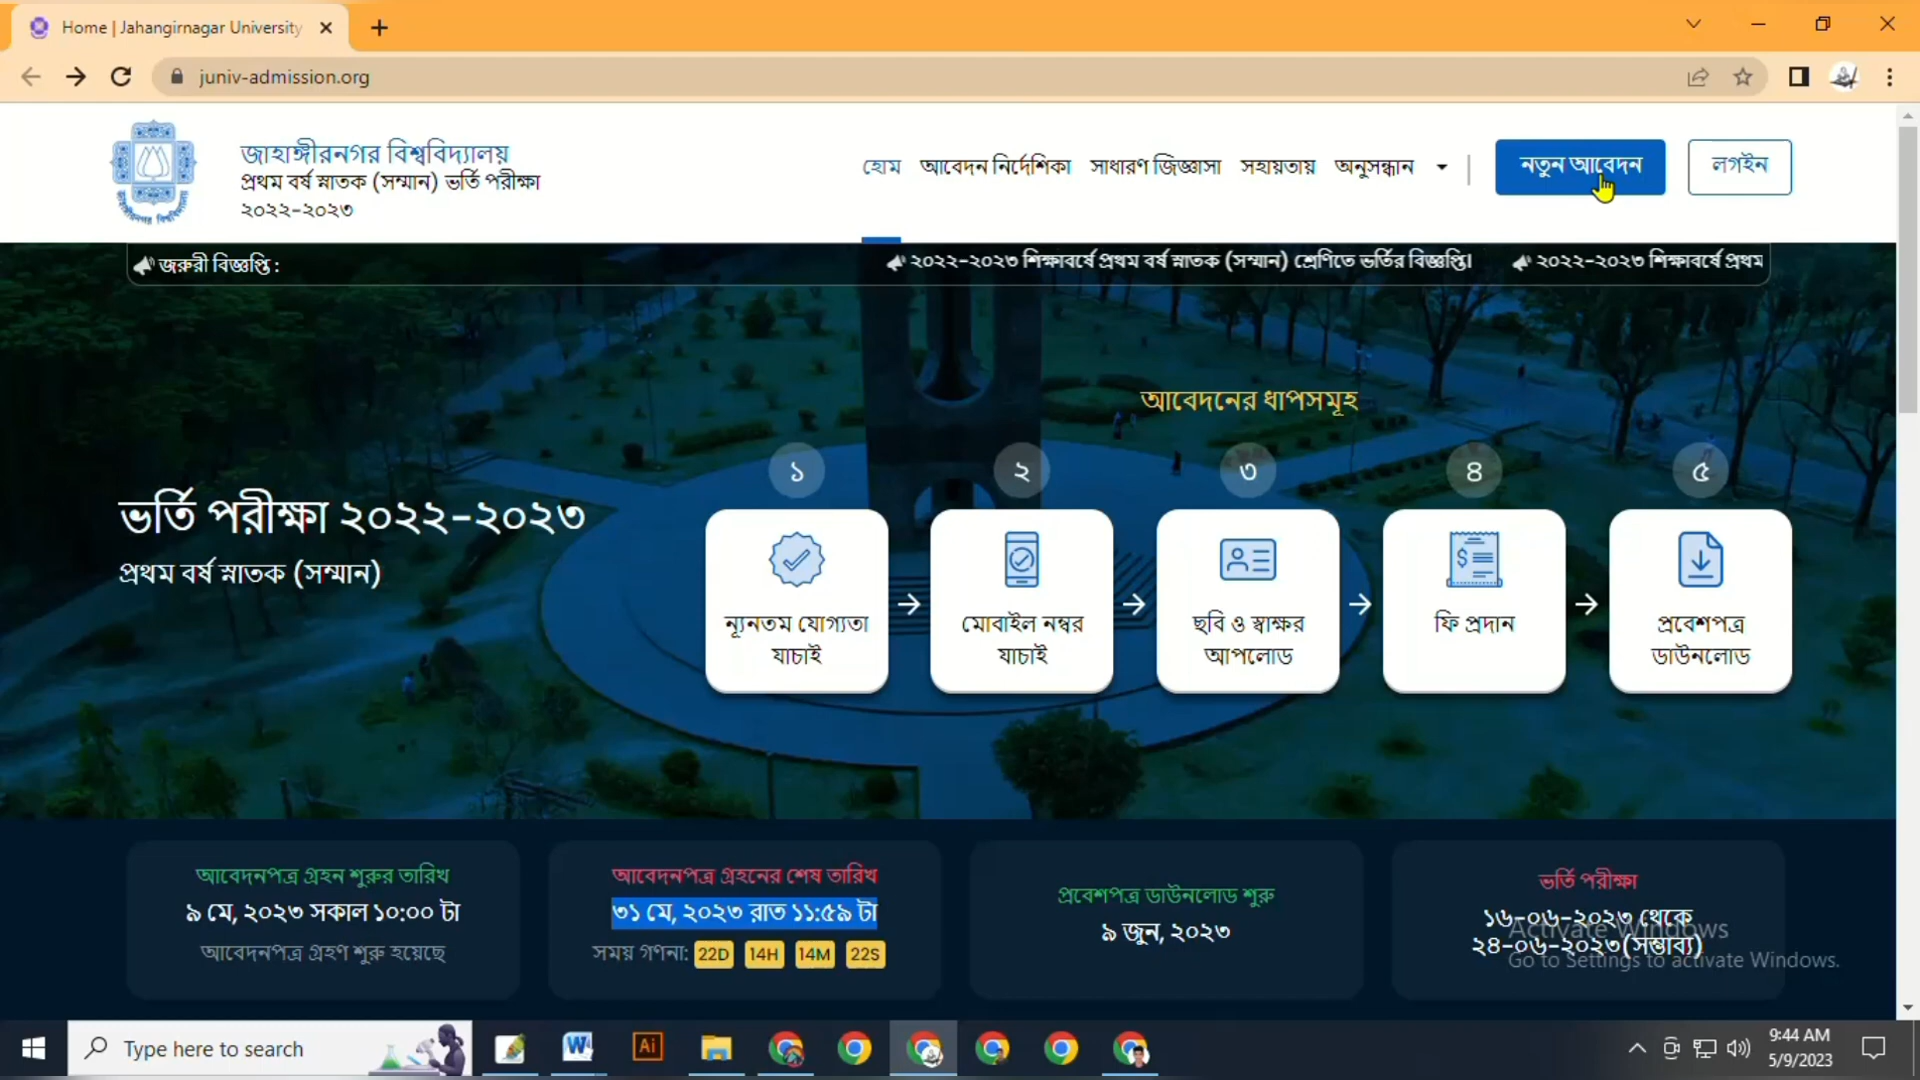 Home | Jahangirnagar University
juniv-admission.org
জাহাঙ্গীরনগর বিশ্ববিদ্যালয়
প্রথম বর্ষ স্নাতক (সম্মান) ভর্তি পরীক্ষা
২০২২-২০২৩
হোম আবেদন নির্দেশিকা সাধারণ জিজ্ঞাসা সহায়তায় অনুসন্ধান
নতুন আবেদন
লগইন
জরুরী বিজ্ঞপ্তি :
২০২২-২০২৩ শিক্ষাবর্ষে প্রথম বর্ষ স্নাতক (সম্মান) শ্রেণিতে ভর্তির বিজ্ঞপ্তি।
২০২২-২০২৩ শিক্ষাবর্ষে প্রথম
আবেদনের ধাপসমূহ
১ ২ ৩ ৪ ৫
ভর্তি পরীক্ষা ২০২২-২০২৩
প্রথম বর্ষ স্নাতক (সম্মান)
ন্যূনতম যোগ্যতা
যাচাই
মোবাইল নম্বর
যাচাই
ছবি ও স্বাক্ষর
আপলোড
ফি প্রদান
প্রবেশপত্র
ডাউনলোড
আবেদনপত্র গ্রহন শুরুর তারিখ
৯ মে, ২০২৩ সকাল ১০:০০ টা
আবেদনপত্র গ্রহণ শুরু হয়েছে
আবেদনপত্র গ্রহনের শেষ তারিখ
৩১ মে, ২০২৩ রাত ১১:৫৯ টা
সময় গণনা: 22D 14H 14M 22S
প্রবেশপত্র ডাউনলোড শুরু
৯ জুন, ২০২৩
ভর্তি পরীক্ষা
১৬-০৬-২০২৩ থেকে
২৪-০৬-২০২৩(সম্ভাব্য)
Activate Windows
Go to Settings to activate Windows.
Type here to search
W
Ai
9:44 AM
5/9/2023